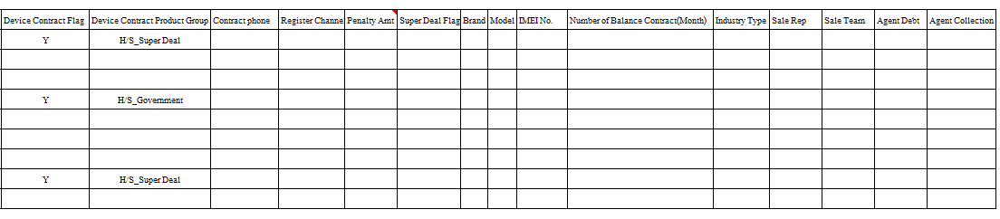 Device Contract Flag Device Contract Product Group Contract phone Register Channe Penalty Amt Super Deal Flag Brand Model IMEI No. Number of Balance Contract(Month) Industry Type Sale Rep Sale Team Agent Debt Agent Collection
Y H/S_Super Deal
Y H/S_Government
Y H/S_Super Deal